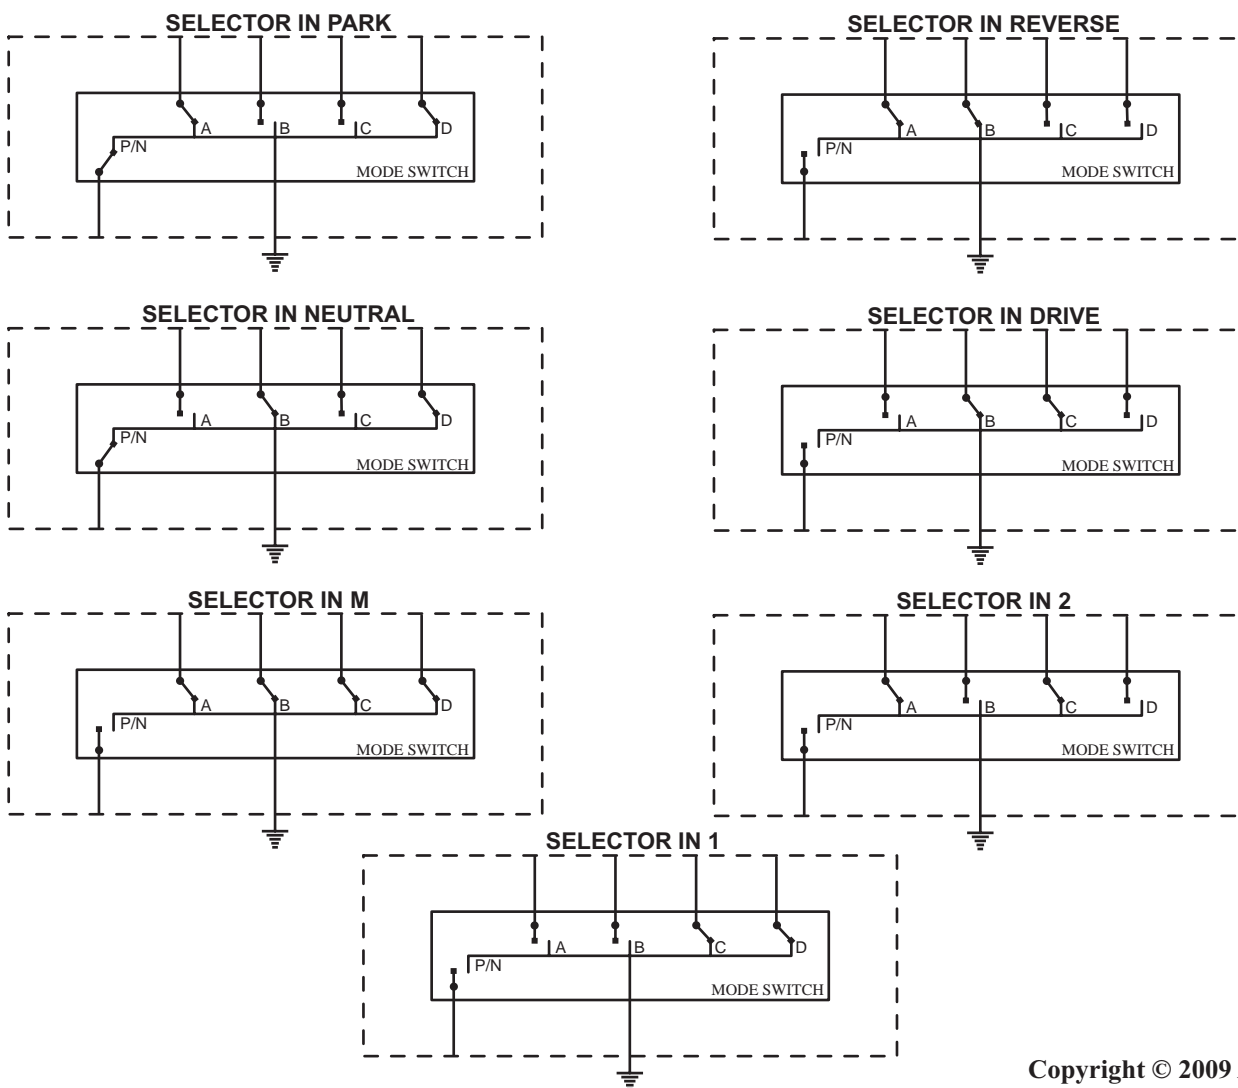 SELECTOR IN PARK
A B C D
P/N
MODE SWITCH
SELECTOR IN REVERSE
A B C D
P/N
MODE SWITCH
SELECTOR IN NEUTRAL
A B C D
P/N
MODE SWITCH
SELECTOR IN DRIVE
A B C D
P/N
MODE SWITCH
SELECTOR IN M
A B C D
P/N
MODE SWITCH
SELECTOR IN 2
A B C D
P/N
MODE SWITCH
SELECTOR IN 1
A B C D
P/N
MODE SWITCH
Copyright © 2009